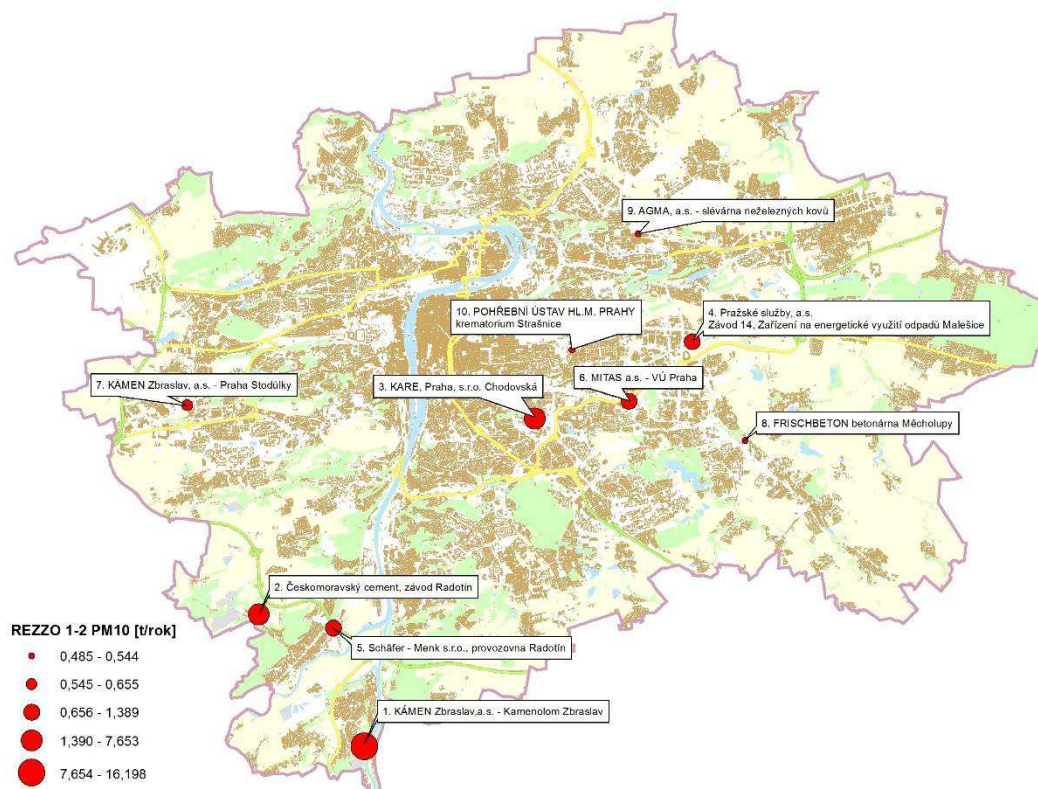 9. AGMA, a.s. - slévárna neželezných kovů
10. POHŘEBNÍ ÚSTAV HL.M. PRAHY
krematorium Strašnice
4. Pražské služby, a.s.
Závod 14, Zařízení na energetické využití odpadů Malešice
7. KÁMEN Zbraslav, a.s. - Praha Stodůlky
3. KARE, Praha, s.r.o. Chodovská
6. MITAS a.s. - VÚ Praha
8. FRISCHBETON betonárna Měcholupy
2. Českomoravský cement, závod Radotín
5. Schäfer - Menk s.r.o., provozovna Radotín
1. KÁMEN Zbraslav,a.s. - Kamenolom Zbraslav
REZZO 1-2 PM10 [t/rok]
0,485 - 0,544
0,545 - 0,655
0,656 - 1,389
1,390 - 7,653
7,654 - 16,198